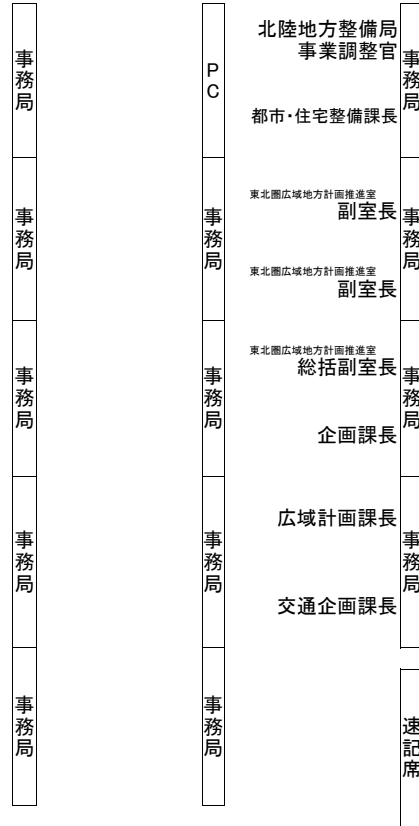 事務局
事務局
事務局
事務局
事務局
PC
事務局
事務局
事務局
事務局
北陸地方整備局
事業調整官
都市・住宅整備課長
東北圏広域地方計画推進室
副室長
東北圏広域地方計画推進室
副室長
東北圏広域地方計画推進室
総括副室長
企画課長
広域計画課長
交通企画課長
事務局
事務局
事務局
事務局
速記席